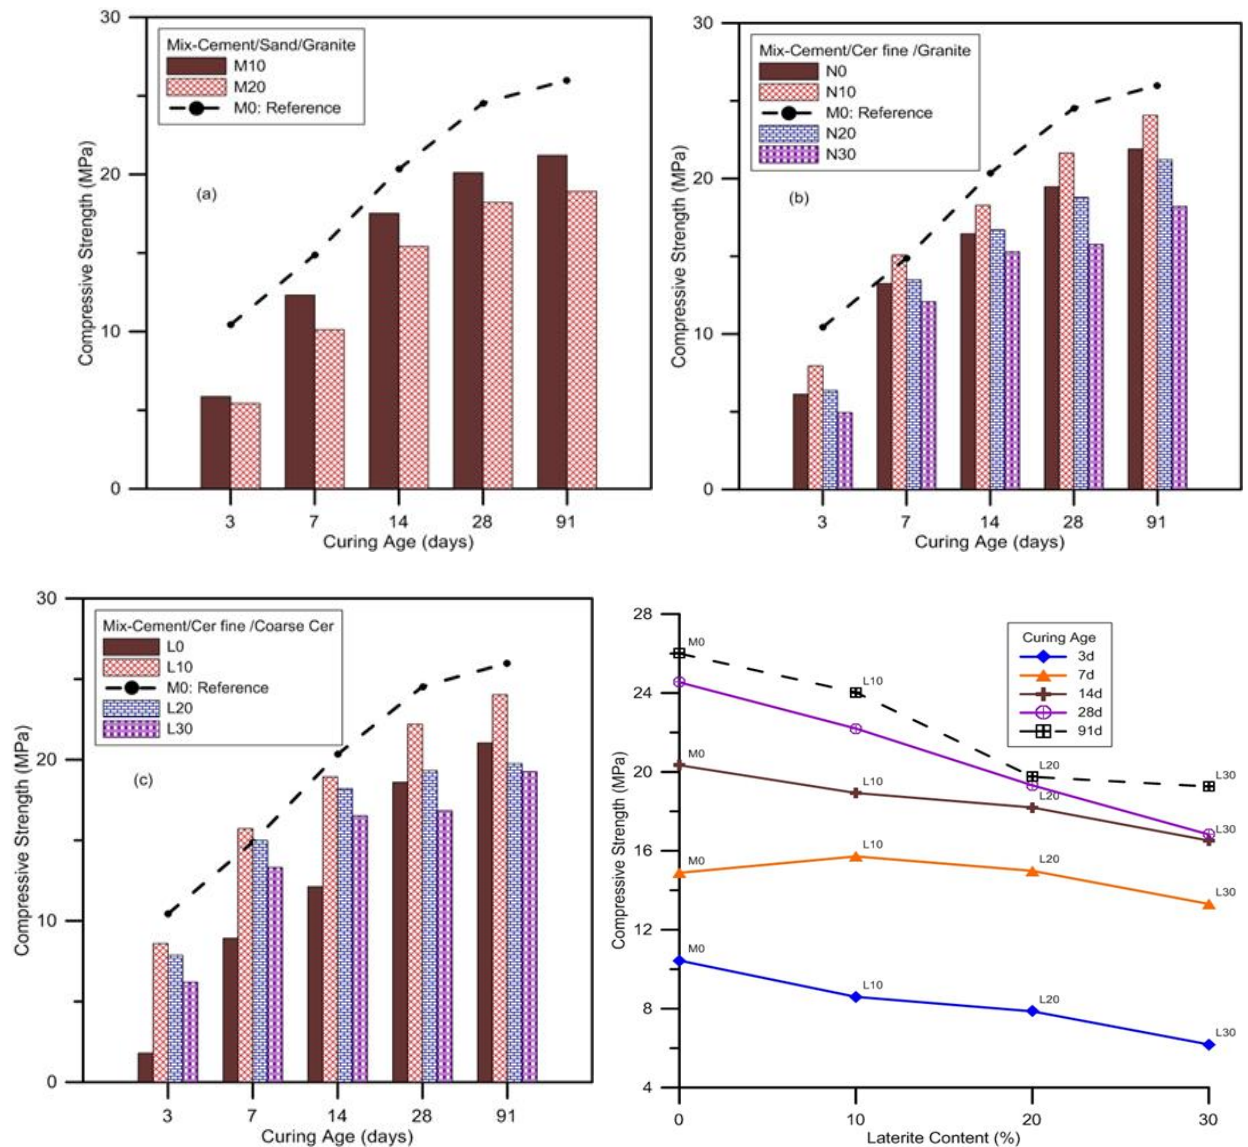 30
20
10
0
Compressive Strength (MPa)
Mix-Cement/Sand/Granite
M10
M20
M0: Reference
(a)
3 7 14 28 91
Curing Age (days)
30
20
10
0
Compressive Strength (MPa)
Mix-Cement/Cer fine /Granite
N0
N10
M0: Reference
N20
N30
(b)
3 7 14 28 91
Curing Age (days)
30
20
10
0
Compressive Strength (MPa)
Mix-Cement/Cer fine /Coarse Cer
L0
L10
M0: Reference
L20
L30
(c)
3 7 14 28 91
Curing Age (days)
28
24
20
16
12
8
4
Compressive Strength (MPa)
Curing Age
3d
7d
14d
28d
91d
M0 L10 L20 L30
M0 L10 L20 L30
M0 L10 L20 L30
M0 L10 L20 L30
0 10 20 30
Laterite Content (%)